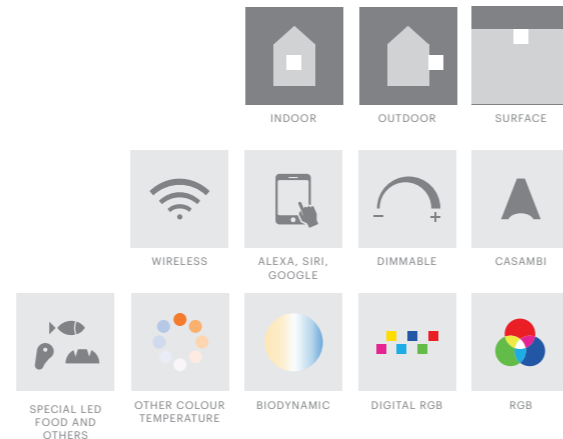 INDOOR
OUTDOOR
SURFACE
WIRELESS
ALEXA, SIRI,
GOOGLE
DIMMABLE
CASAMBI
SPECIAL LED
FOOD AND
OTHERS
OTHER COLOUR
TEMPERATURE
BIODYNAMIC
DIGITAL RGB
RGB